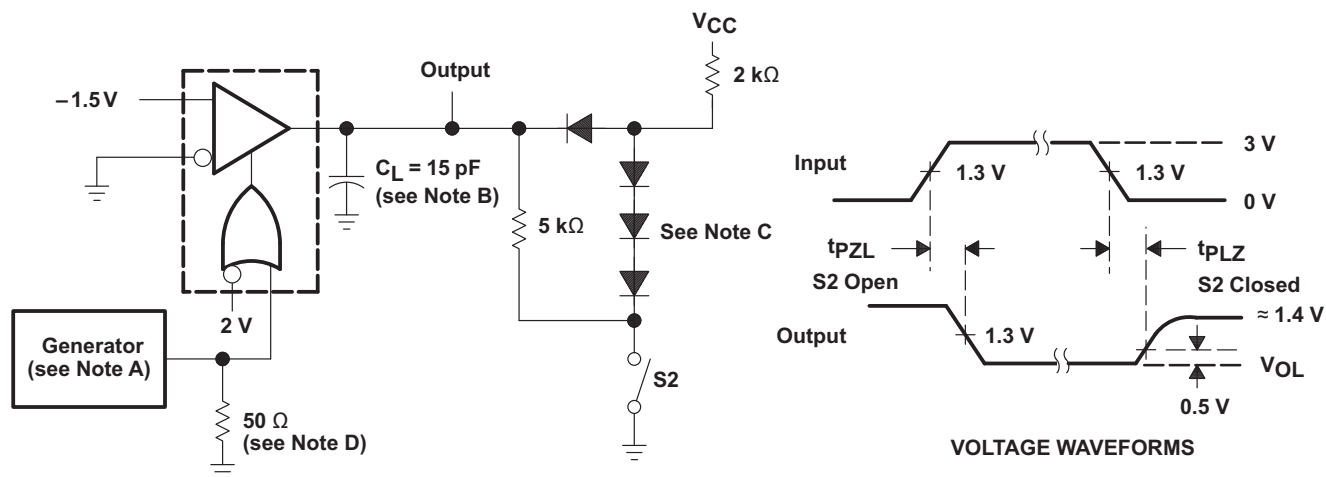 VCC
2 kΩ
Output
–1.5 V
CL = 15 pF
(see Note B)
5 kΩ
See Note C
2 V
Generator
(see Note A)
50 Ω
(see Note D)
S2
Input
3 V
1.3 V
1.3 V
0 V
tPZL
tPLZ
S2 Open
S2 Closed
≈ 1.4 V
Output
1.3 V
VOL
0.5 V
VOLTAGE WAVEFORMS